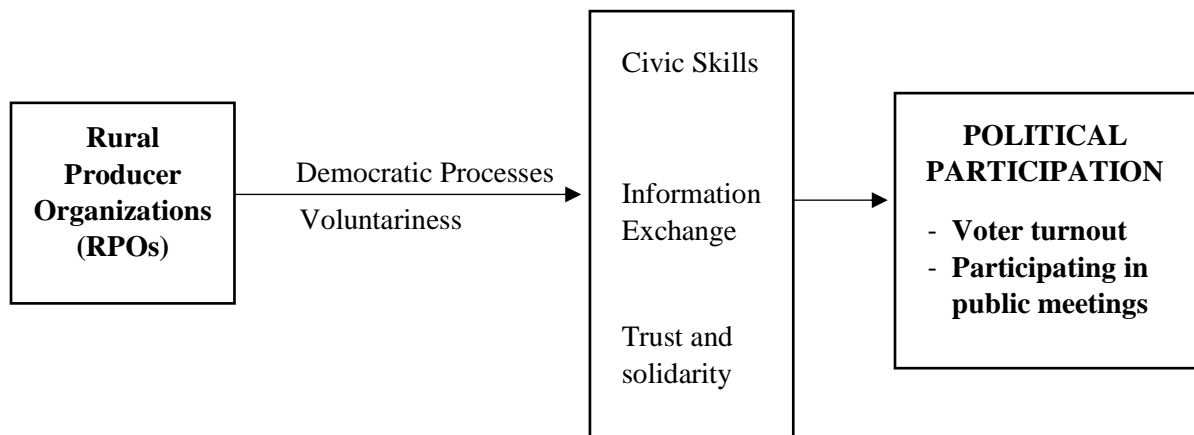 Rural
Producer
Organizations
(RPOs)
Democratic Processes
Voluntariness
Civic Skills
Information
Exchange
Trust and
solidarity
POLITICAL
PARTICIPATION
- Voter turnout
- Participating in
public meetings